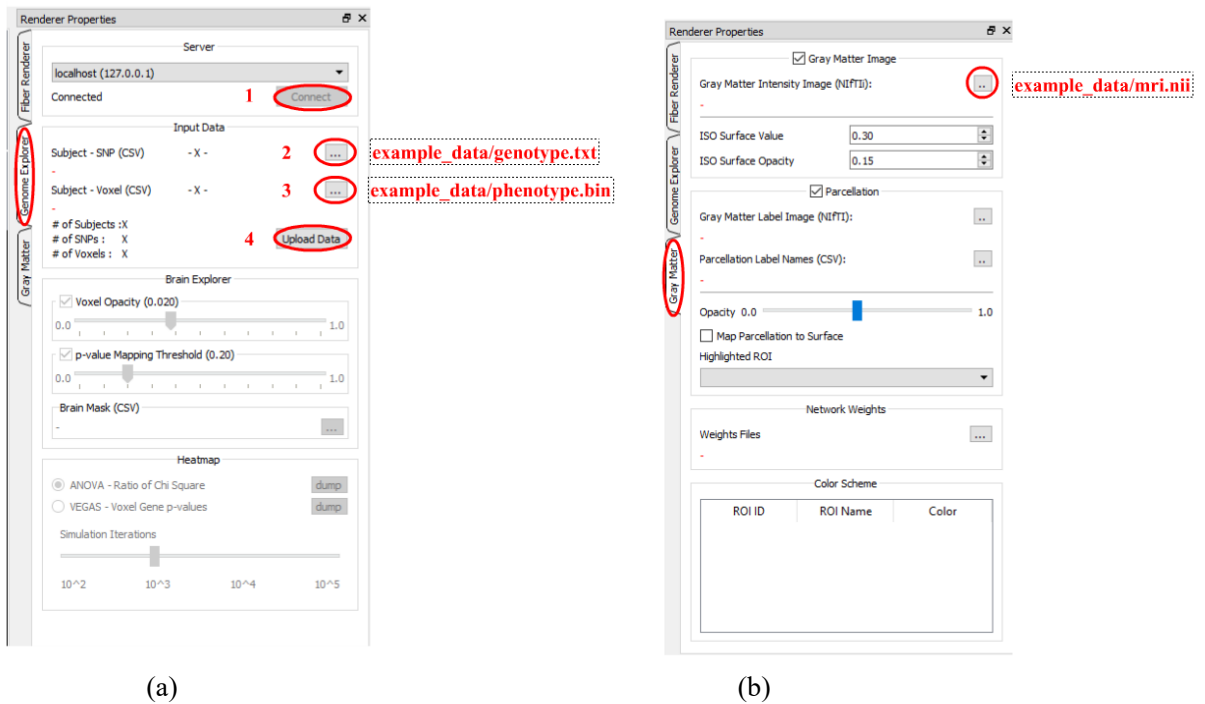 Renderer Properties
Fiber Renderer
Genome Explorer
Gray Matter
Server
localhost (127.0.0.1)
Connected
1
Connect
Input Data
Subject - SNP (CSV)
- X -
2
...
example_data/genotype.txt
-
Subject - Voxel (CSV)
- X -
3
...
example_data/phenotype.bin
-
# of Subjects :X
# of SNPs : X
# of Voxels : X
4
Upload Data
Brain Explorer
Voxel Opacity (0.020)
0.0
1.0
p-value Mapping Threshold (0.20)
0.0
1.0
Brain Mask (CSV)
-
...
Heatmap
ANOVA - Ratio of Chi Square
dump
VEGAS - Voxel Gene p-values
dump
Simulation Iterations
10^2
10^3
10^4
10^5
(a)
Renderer Properties
Fiber Renderer
Genome Explorer
Gray Matter
Gray Matter Image
Gray Matter Intensity Image (NIfTIi):
..
example_data/mri.nii
-
ISO Surface Value
0.30
ISO Surface Opacity
0.15
Parcellation
Gray Matter Label Image (NIfTI):
..
-
Parcellation Label Names (CSV):
..
-
Opacity 0.0
1.0
Map Parcellation to Surface
Highlighted ROI
Network Weights
Weights Files
...
-
Color Scheme
ROI ID
ROI Name
Color
(b)